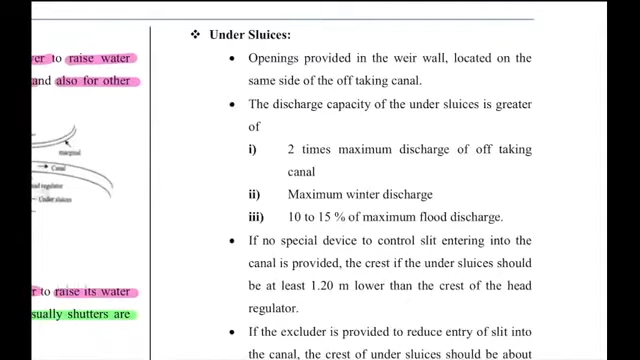 ver to raise water
and also for other
marginal
Canal
head regulator
Under sluices
r to raise its water
sually shutters are
❖ Under Sluices:
• Openings provided in the weir wall, located on the
same side of the off taking canal.
• The discharge capacity of the under sluices is greater
of
i) 2 times maximum discharge of off taking
canal
ii) Maximum winter discharge
iii) 10 to 15 % of maximum flood discharge.
• If no special device to control slit entering into the
canal is provided, the crest if the under sluices should
be at least 1.20 m lower than the crest of the head
regulator.
• If the excluder is provided to reduce entry of slit into
the canal, the crest of under sluices should be about